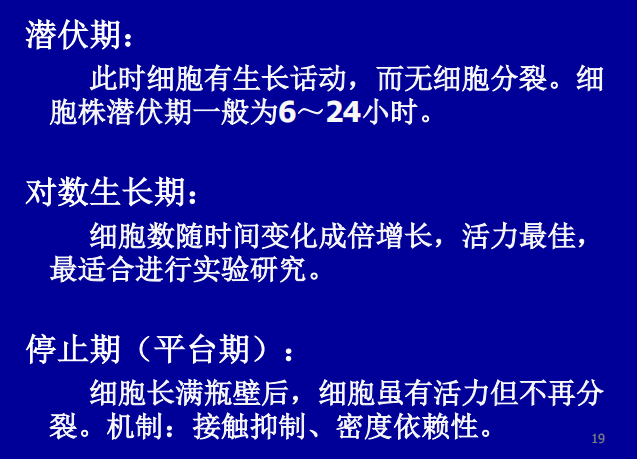 潜伏期：
此时细胞有生长话动，而无细胞分裂。细
胞株潜伏期一般为6～24小时。
对数生长期：
细胞数随时间变化成倍增长，活力最佳，
最适合进行实验研究。
停止期（平台期）：
细胞长满瓶壁后，细胞虽有活力但不再分
裂。机制：接触抑制、密度依赖性。
19